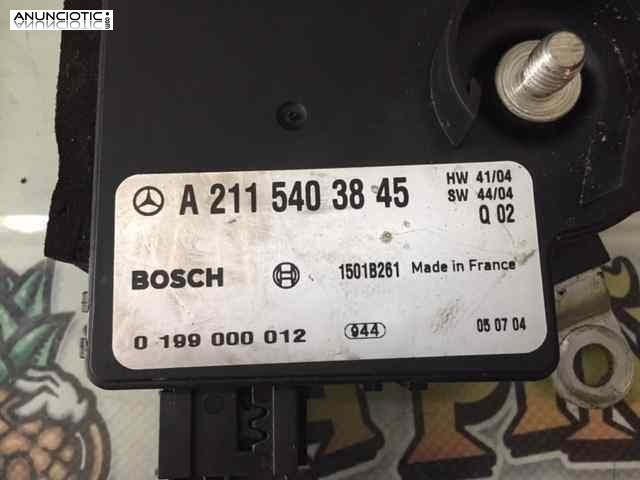 ANUNCIOTIC.es
A 211 540 38 45
HW 41/04
SW 44/04
Q 02
BOSCH
1501B261 Made in France
0 199 000 012
944
05 07 04